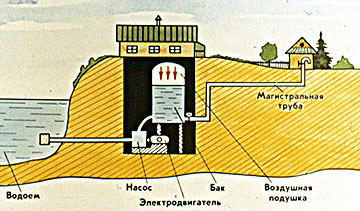 Магистральная
труба
Водоем
Насос
Электродвигатель
Бак
Воздушная
подушка